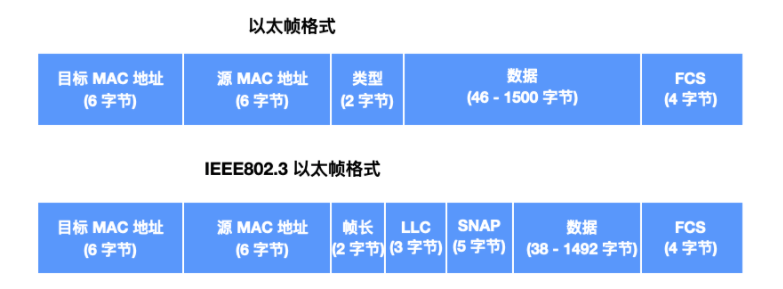 以太帧格式
目标 MAC 地址 源 MAC 地址 类型 数据 FCS
(6 字节) (6 字节) (2 字节) (46 - 1500 字节) (4 字节)
IEEE802.3 以太帧格式
目标 MAC 地址 源 MAC 地址 帧长 LLC SNAP 数据 FCS
(6 字节) (6 字节) (2 字节) (3 字节) (5 字节) (38 - 1492 字节) (4 字节)